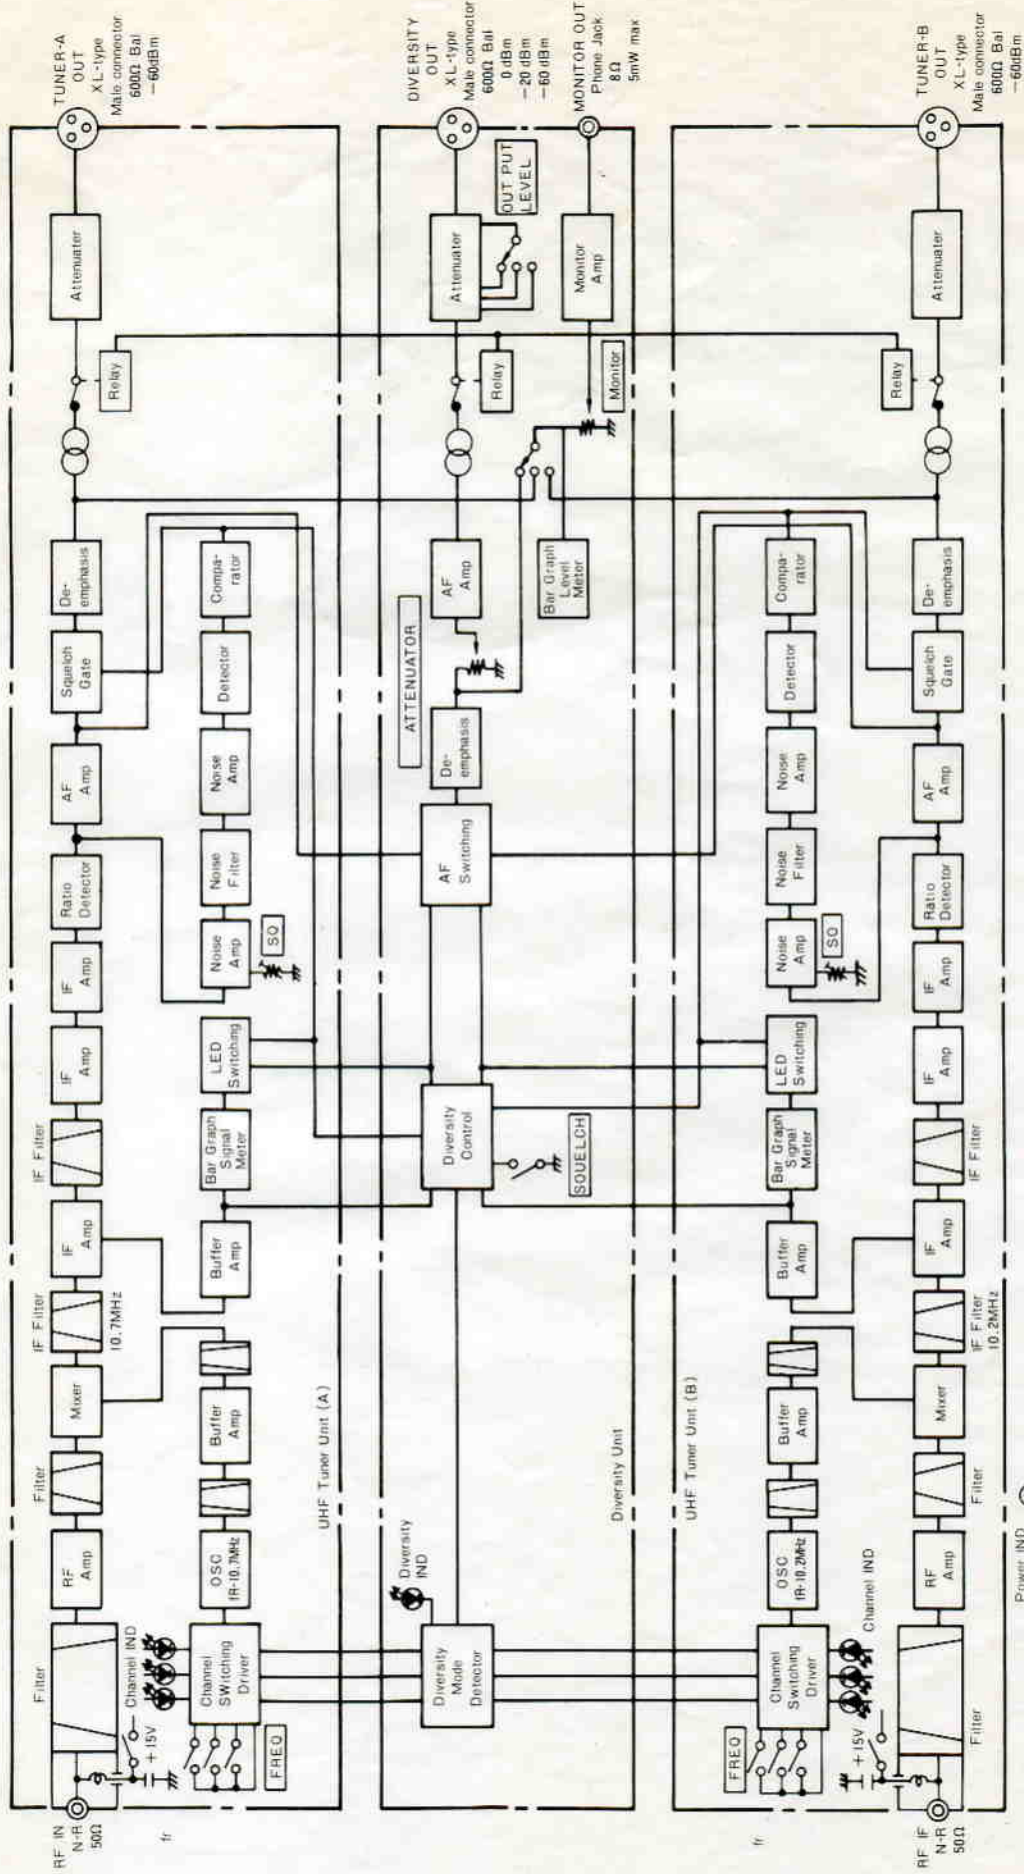 RF IN
N-R
50Ω
fr
Filter
+15V
Channel IND
Channel
SWitching
Driver
FREQ
RF
Amp
Filter
Mixer
IF Filter
10.7MHz
IF
Amp
IF Filter
IF
Amp
IF
Amp
Ratio
Detector
AF
Amp
Squelch
Gate
De-
emphasis
Relay
Attenuater
TUNER-A
OUT
XL-type
Male connector
600Ω Bal
−60dBm
OSC
fR-10.7MHz
Buffer
Amp
Buffer
Amp
Bar Graph
Signal
Meter
LED
Switching
Noise
Amp
SQ
Noise
Filter
Noise
Amp
Detector
Compa-
rator
UHF Tuner Unit (A)
Diversity
Mode
Detector
Diversity
IND
Diversity
Control
SQUELCH
AF
Switching
De-
emphasis
ATTENUATOR
AF
Amp
Bar Graph
Level
Meter
Relay
Monitor
Attenuater
OUT PUT
LEVEL
Monitor
Amp
DIVERSITY
OUT
XL-type
Male connector
600Ω Bal
0 dBm
−20 dBm
−60 dBm
MONITOR OUT
Phone Jack
8Ω
5mW max
Diversity Unit
UHF Tuner Unit (B)
fr
FREQ
Channel
Switching
Driver
Channel IND
+15V
OSC
fR-10.2MHz
Buffer
Amp
Buffer
Amp
Bar Graph
Signal
Meter
LED
Switching
Noise
Amp
SQ
Noise
Filter
Noise
Amp
Detector
Compa-
rator
RF IF
N-R
50Ω
Filter
RF
Amp
Filter
Mixer
IF Filter
10.2MHz
IF
Amp
IF Filter
IF
Amp
IF
Amp
Ratio
Detector
AF
Amp
Squelch
Gate
De-
emphasis
Relay
Attenuater
TUNER-B
OUT
XL-type
Male connector
600Ω Bal
−60dBm
Power IND